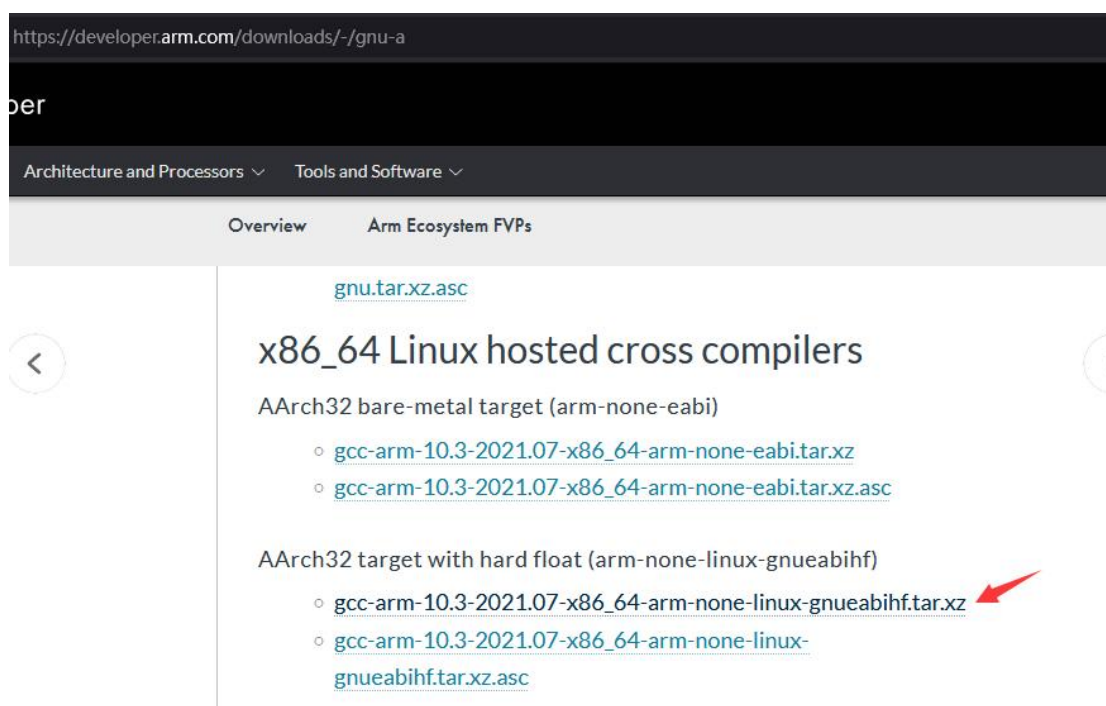 https://developer.arm.com/downloads/-/gnu-a
per
Architecture and Processors
Tools and Software
Overview
Arm Ecosystem FVPs
gnu.tar.xz.asc
x86_64 Linux hosted cross compilers
AArch32 bare-metal target (arm-none-eabi)
gcc-arm-10.3-2021.07-x86_64-arm-none-eabi.tar.xz
gcc-arm-10.3-2021.07-x86_64-arm-none-eabi.tar.xz.asc
AArch32 target with hard float (arm-none-linux-gnueabihf)
gcc-arm-10.3-2021.07-x86_64-arm-none-linux-gnueabihf.tar.xz
gcc-arm-10.3-2021.07-x86_64-arm-none-linux-
gnueabihf.tar.xz.asc